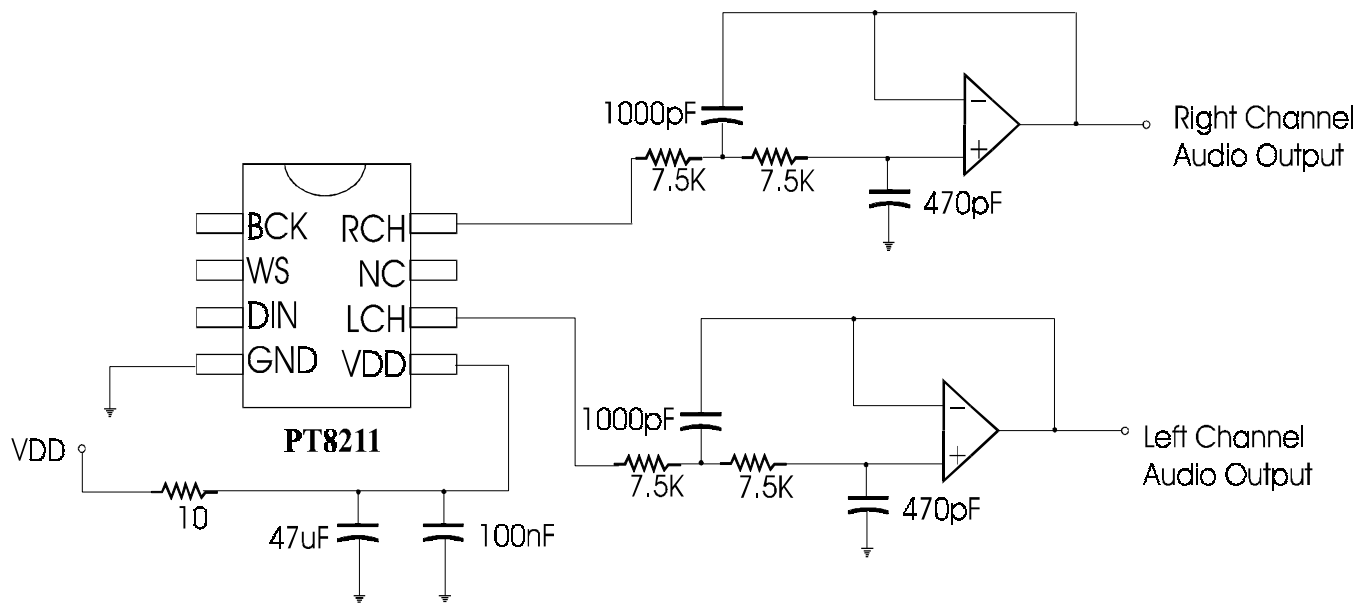 1000pF
−
+
Right Channel
Audio Output
7.5K
7.5K
470pF
BCK
RCH
WS
NC
DIN
LCH
GND
VDD
PT8211
1000pF
−
+
Left Channel
Audio Output
7.5K
7.5K
470pF
VDD
10
47uF
100nF